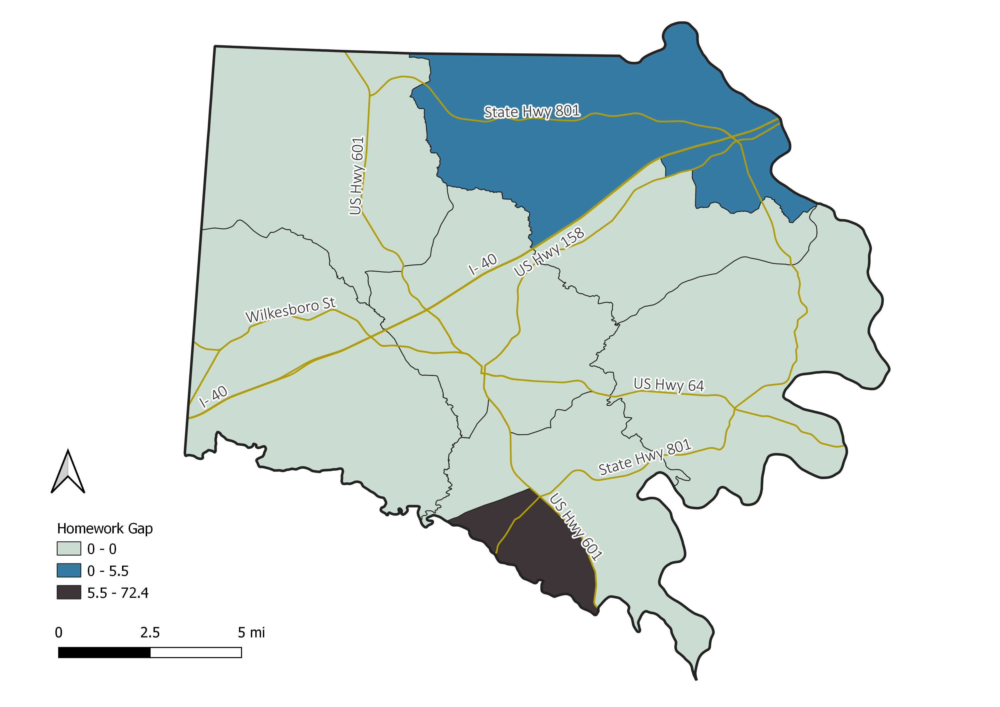 State Hwy 801
US Hwy 601
I- 40
US Hwy 158
Wilkesboro St
I- 40
US Hwy 64
State Hwy 801
US Hwy 601
Homework Gap
0 - 0
0 - 5.5
5.5 - 72.4
0 2.5 5 mi